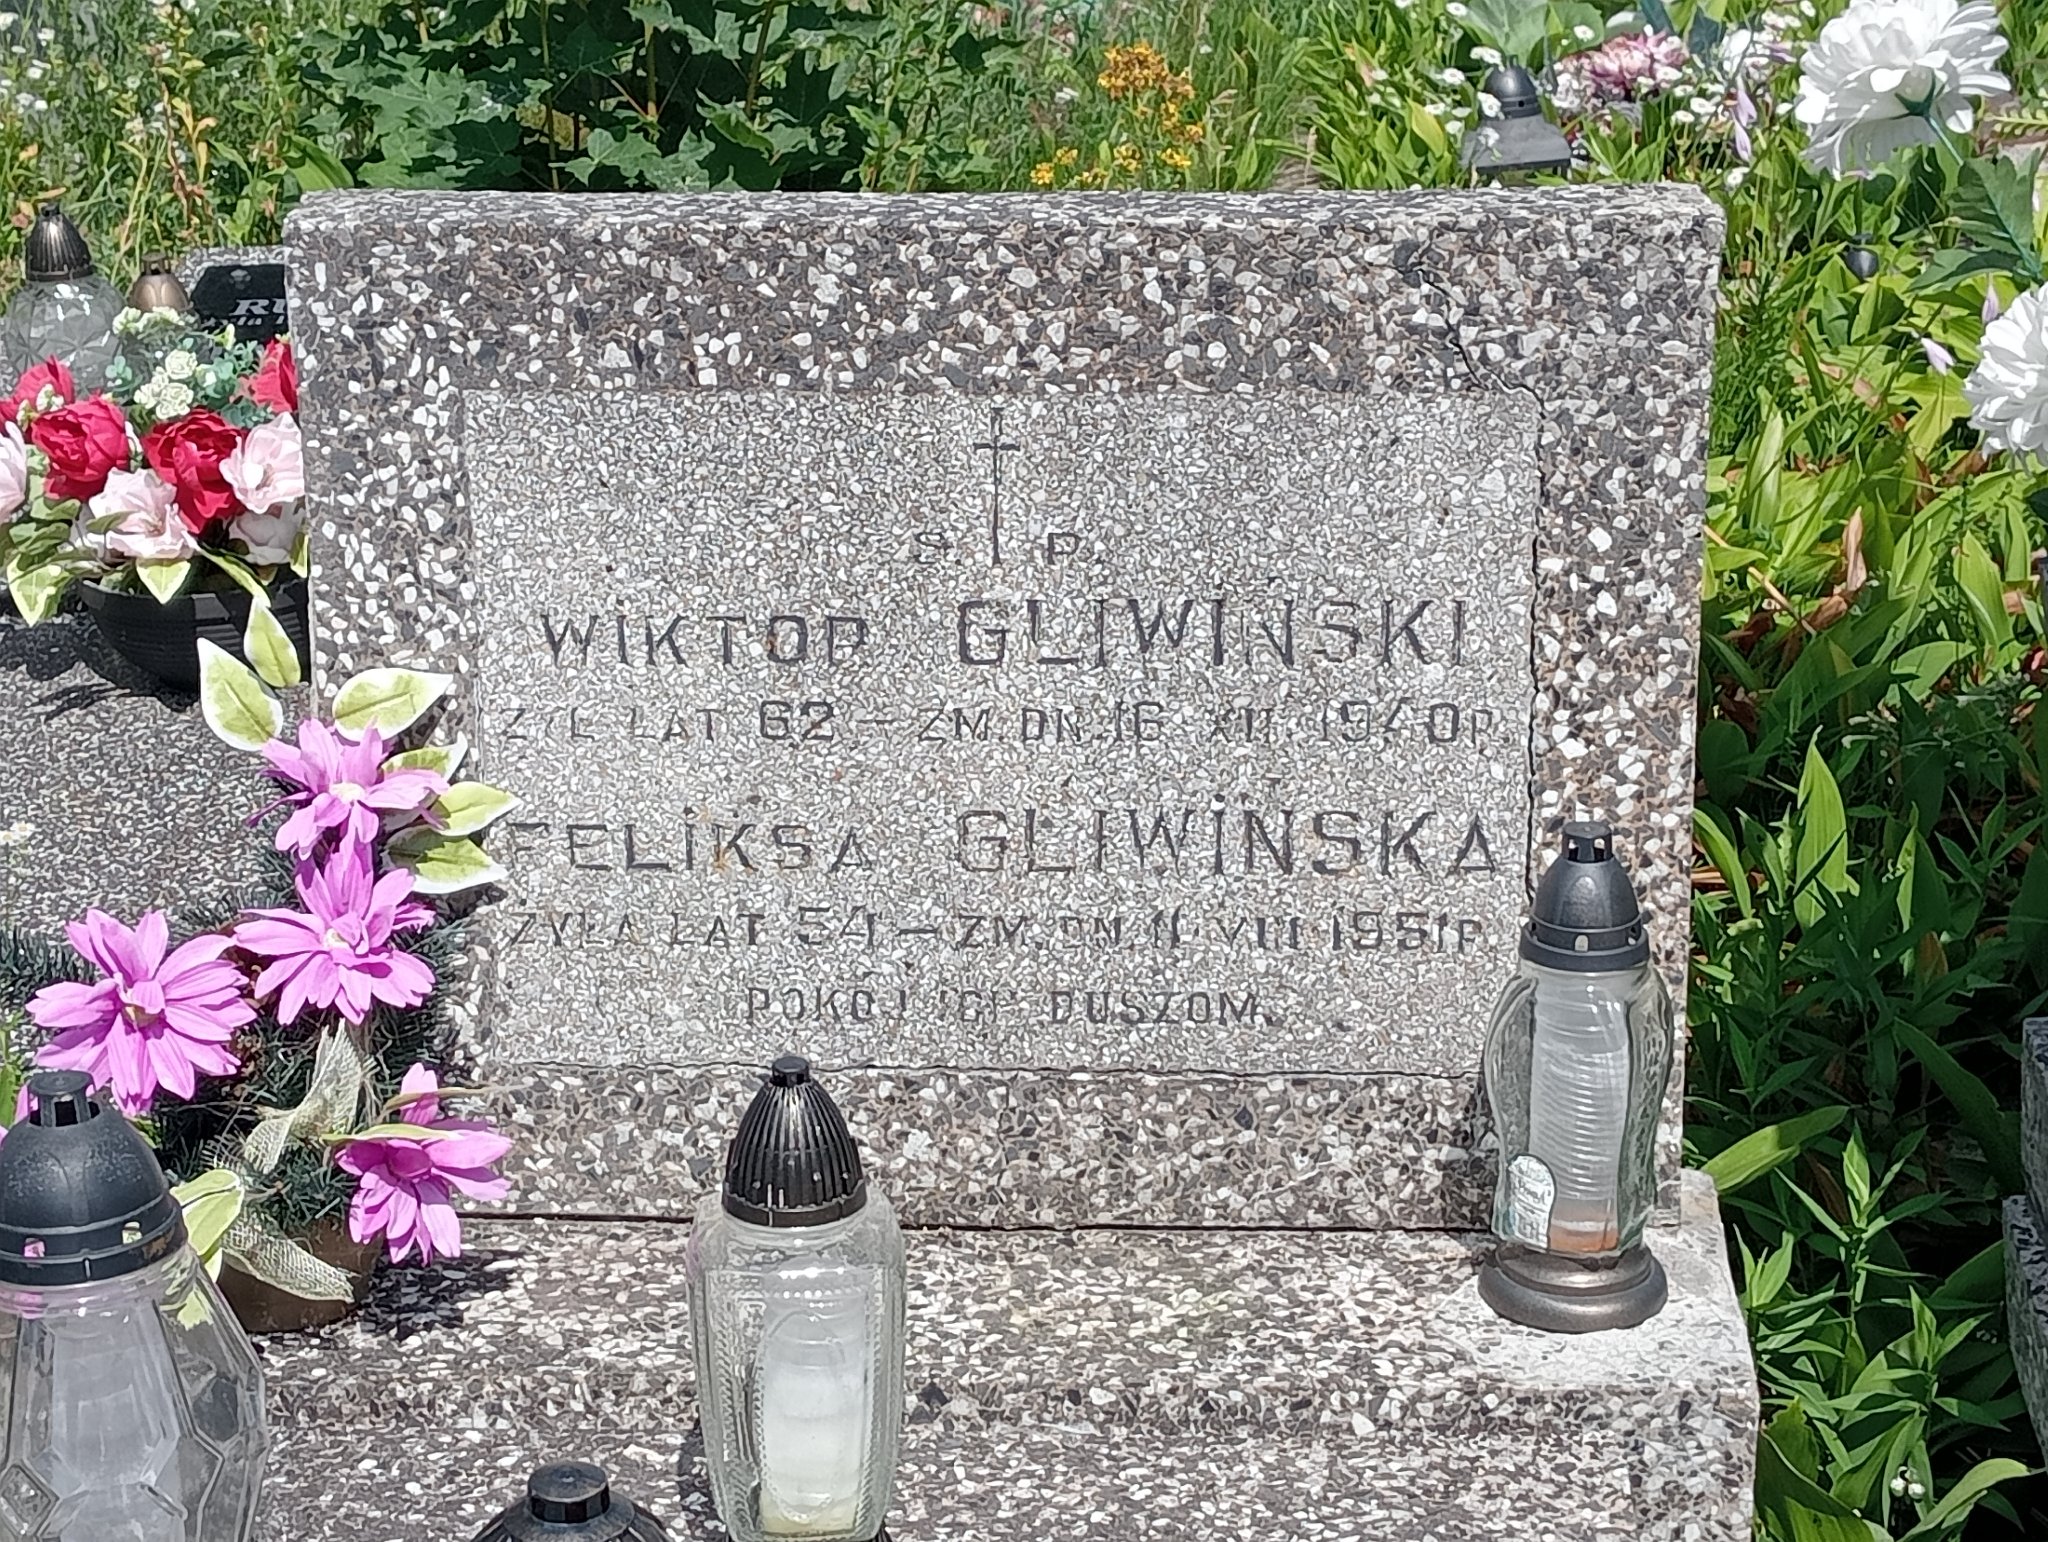 Ś P
WIKTOR GLIWIŃSKI
ŻYŁ LAT 62 — ZM. DN. 16 XII 1940 R
FELIKSA GLIWIŃSKA
ŻYŁA LAT 54 — ZM. DN. 11 VIII 1951 R
POKÓJ ICH DUSZOM.